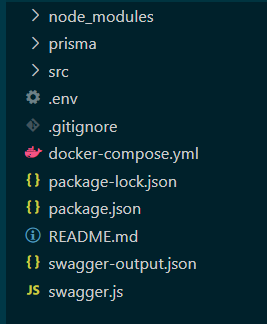 node_modules
prisma
src
.env
.gitignore
docker-compose.yml
package-lock.json
package.json
README.md
swagger-output.json
JS swagger.js